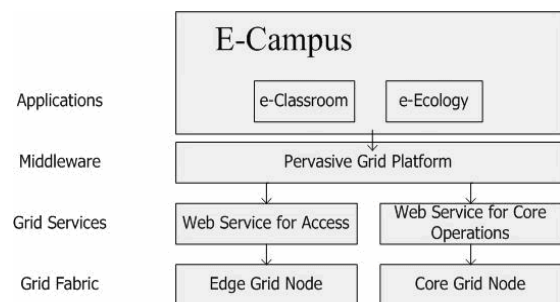 E-Campus
Applications
e-Classroom
e-Ecology
Middleware
Pervasive Grid Platform
Grid Services
Web Service for Access
Web Service for Core
Operations
Grid Fabric
Edge Grid Node
Core Grid Node